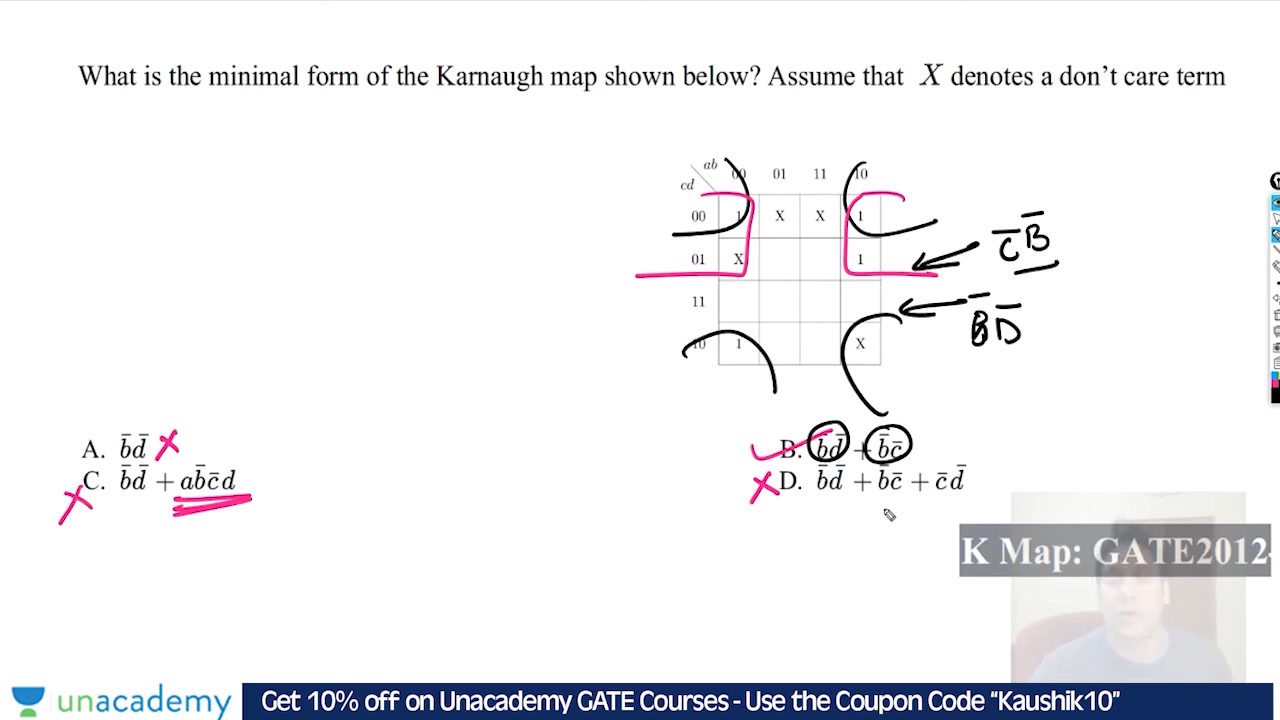 What is the minimal form of the Karnaugh map shown below? Assume that X denotes a don't care term
ab
00 01 11 10
cd
00 1 X X 1
01 X 1
11
10 1 X
C̅ B̅
B̅ D̅
A. b̅d̅
B. b̅d̅ + b̅c̅
C. b̅d̅ + ab̅c̅d
D. b̅d̅ + b̅c̅ + c̅d̅
K Map: GATE2012-
unacademy
Get 10% off on Unacademy GATE Courses - Use the Coupon Code "Kaushik10"